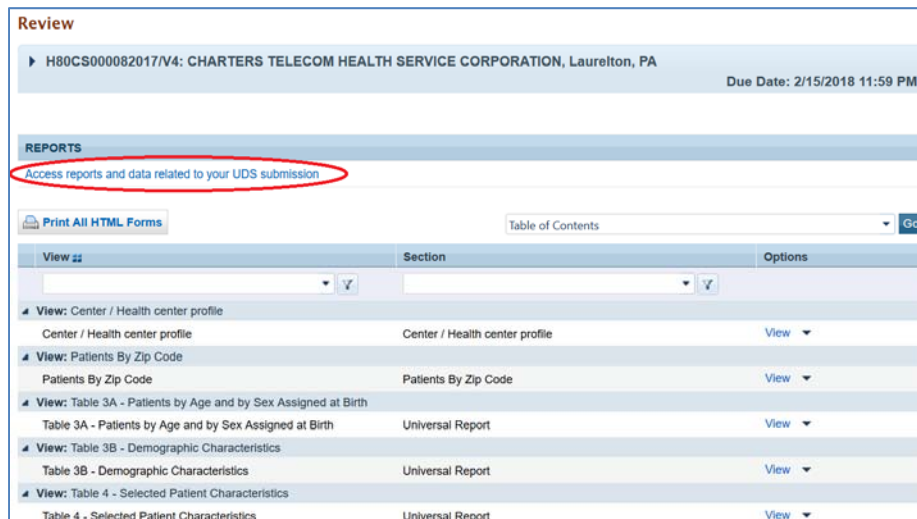 Review
H80CS000082017/V4: CHARTERS TELECOM HEALTH SERVICE CORPORATION, Laurelton, PA
Due Date: 2/15/2018 11:59 PM
REPORTS
Access reports and data related to your UDS submission
Print All HTML Forms
Table of Contents
Go
View Section Options
View: Center / Health center profile
Center / Health center profile Center / Health center profile View
View: Patients By Zip Code
Patients By Zip Code Patients By Zip Code View
View: Table 3A - Patients by Age and by Sex Assigned at Birth
Table 3A - Patients by Age and by Sex Assigned at Birth Universal Report View
View: Table 3B - Demographic Characteristics
Table 3B - Demographic Characteristics Universal Report View
View: Table 4 - Selected Patient Characteristics
Table 4 - Selected Patient Characteristics Universal Report View